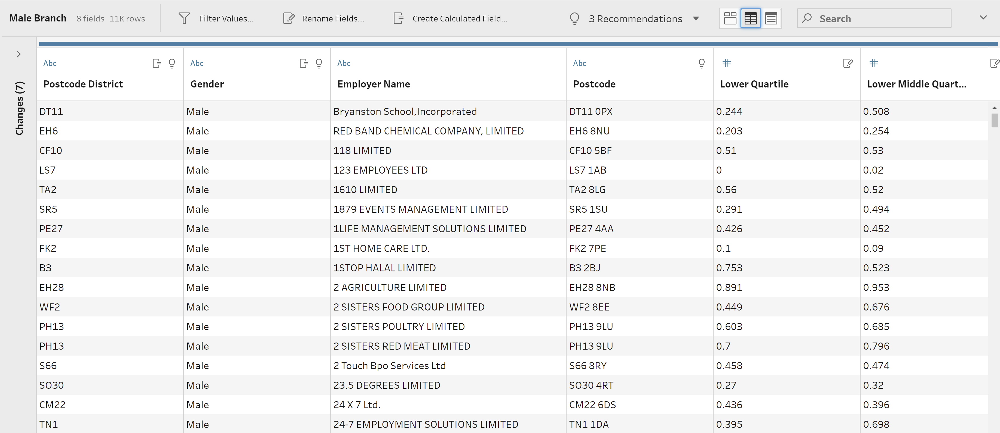 Male Branch 8 fields 11K rows Filter Values... Rename Fields... Create Calculated Field... 3 Recommendations Search
Changes (7)
Abc Abc Abc Abc # #
Postcode District Gender Employer Name Postcode Lower Quartile Lower Middle Quart...
DT11 Male Bryanston School,Incorporated DT11 0PX 0.244 0.508
EH6 Male RED BAND CHEMICAL COMPANY, LIMITED EH6 8NU 0.203 0.254
CF10 Male 118 LIMITED CF10 5BF 0.51 0.53
LS7 Male 123 EMPLOYEES LTD LS7 1AB 0 0.02
TA2 Male 1610 LIMITED TA2 8LG 0.56 0.52
SR5 Male 1879 EVENTS MANAGEMENT LIMITED SR5 1SU 0.291 0.494
PE27 Male 1LIFE MANAGEMENT SOLUTIONS LIMITED PE27 4AA 0.426 0.452
FK2 Male 1ST HOME CARE LTD. FK2 7PE 0.1 0.09
B3 Male 1STOP HALAL LIMITED B3 2BJ 0.753 0.523
EH28 Male 2 AGRICULTURE LIMITED EH28 8NB 0.891 0.953
WF2 Male 2 SISTERS FOOD GROUP LIMITED WF2 8EE 0.449 0.676
PH13 Male 2 SISTERS POULTRY LIMITED PH13 9LU 0.603 0.685
PH13 Male 2 SISTERS RED MEAT LIMITED PH13 9LU 0.7 0.796
S66 Male 2 Touch Bpo Services Ltd S66 8RY 0.458 0.474
SO30 Male 23.5 DEGREES LIMITED SO30 4RT 0.27 0.32
CM22 Male 24 X 7 Ltd. CM22 6DS 0.436 0.396
TN1 Male 24-7 EMPLOYMENT SOLUTIONS LIMITED TN1 1DA 0.395 0.698